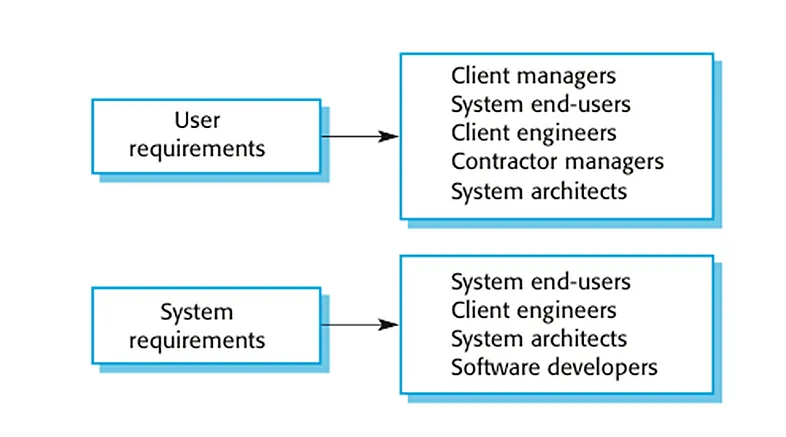 User
requirements
Client managers
System end-users
Client engineers
Contractor managers
System architects
System
requirements
System end-users
Client engineers
System architects
Software developers